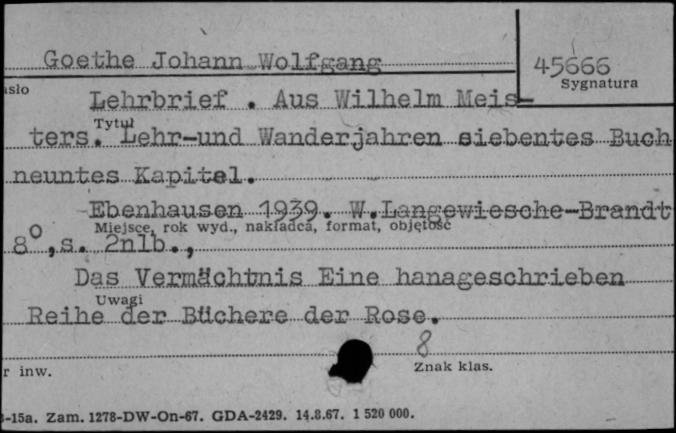 Goethe Johann Wolfgang
45666
Sygnatura
asło
Lehrbrief . Aus Wilhelm Meis-
Tytuł
ters. Lehr-und Wanderjahren siebentes Buch
neuntes Kapitel.
Ebenhausen 1939. W.Langewiesche-Brandt
Miejsce, rok wyd., nakładca, format, objętość
8⁰,s. 2nlb.,
Das Vermächtnis Eine hanageschrieben
Uwagi
Reihe der Büchere der Rose.
8
Znak klas.
r inw.
-15a. Zam. 1278-DW-On-67. GDA-2429. 14.8.67. 1 520 000.